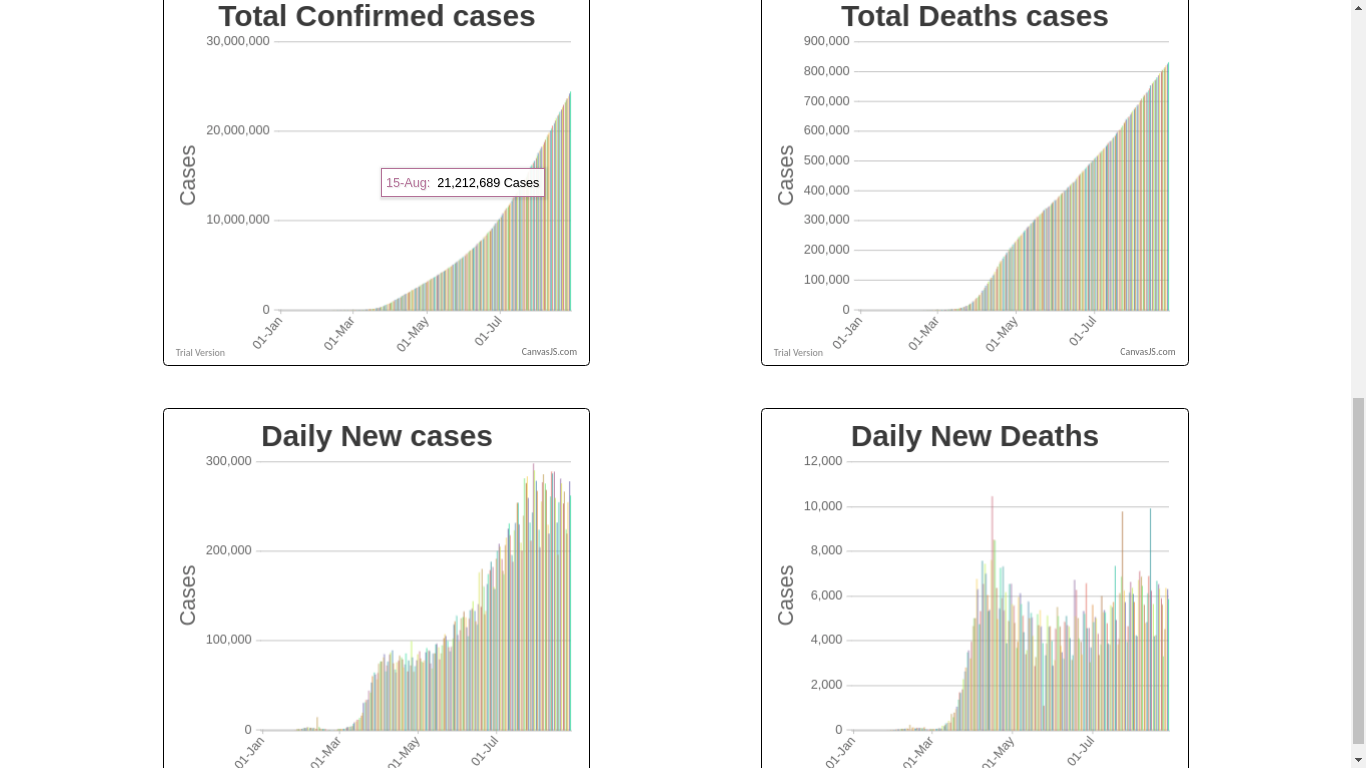 Total Confirmed cases
30,000,000
20,000,000
10,000,000
0
Cases
15-Aug: 21,212,689 Cases
01-Jan
01-Mar
01-May
01-Jul
Trial Version
CanvasJS.com
Total Deaths cases
900,000
800,000
700,000
600,000
500,000
400,000
300,000
200,000
100,000
0
Cases
01-Jan
01-Mar
01-May
01-Jul
Trial Version
CanvasJS.com
Daily New cases
300,000
200,000
100,000
0
Cases
01-Jan
01-Mar
01-May
01-Jul
Daily New Deaths
12,000
10,000
8,000
6,000
4,000
2,000
0
Cases
01-Jan
01-Mar
01-May
01-Jul